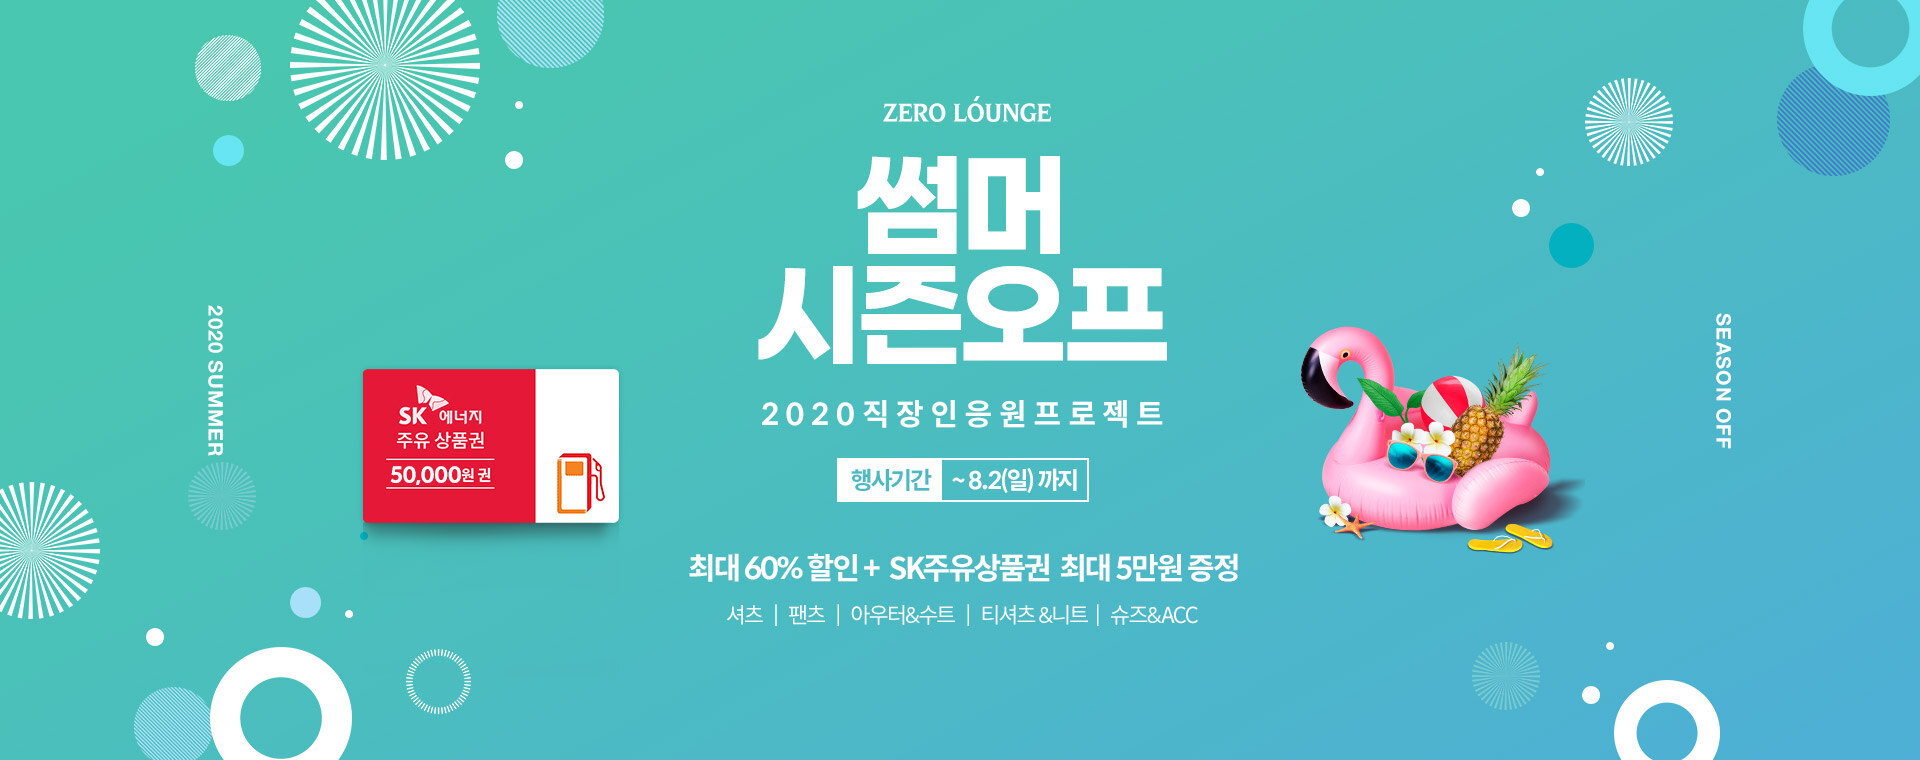 ZERO LÓUNGE
썸머
시즌오프
2020직장인응원프로젝트
행사기간 ~ 8.2(일) 까지
최대 60% 할인 + SK주유상품권 최대 5만원 증정
셔츠 | 팬츠 | 아우터&수트 | 티셔츠 &니트 | 슈즈&ACC
2020 SUMMER
SK 에너지
주유 상품권
50,000원 권
SEASON OFF